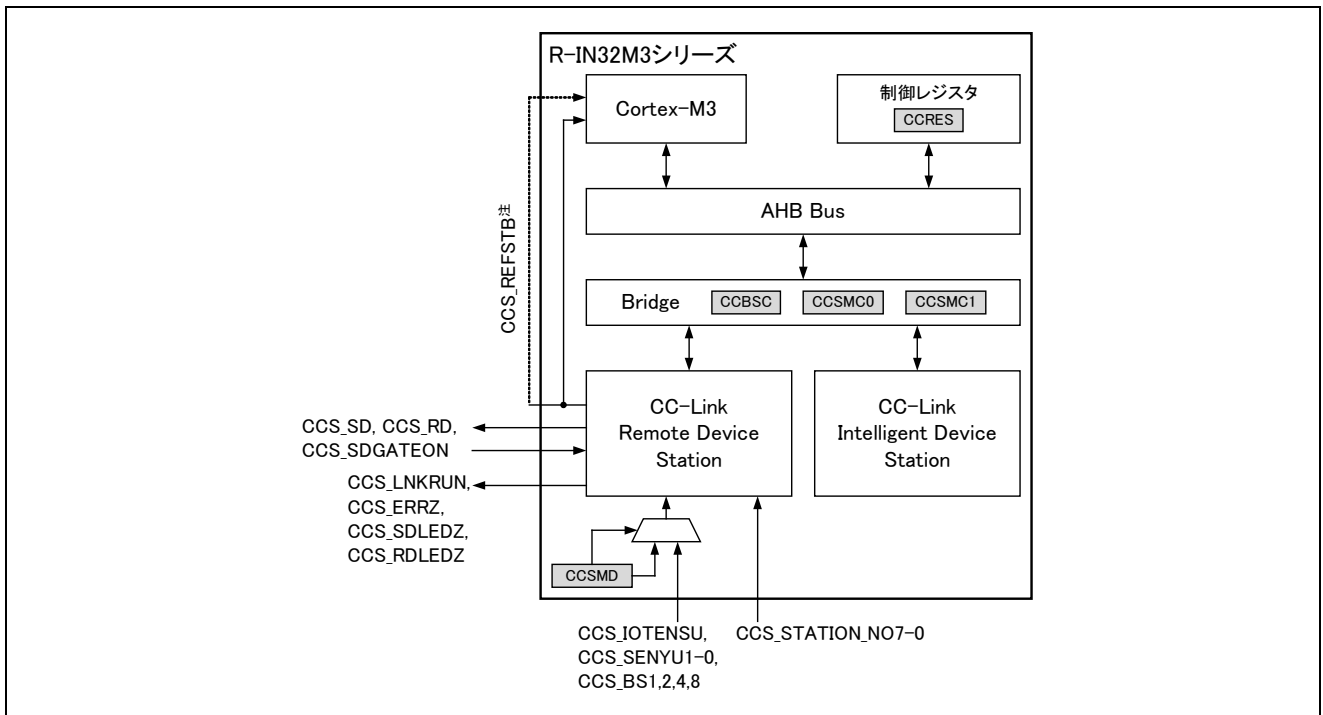 R-IN32M3シリーズ
Cortex-M3
制御レジスタ
CCRES
CCS_REFSTB注
AHB Bus
Bridge
CCBSC
CCSMC0
CCSMC1
CC-Link
Remote Device
Station
CC-Link
Intelligent Device
Station
CCS_SD, CCS_RD,
CCS_SDGATEON
CCS_LNKRUN,
CCS_ERRZ,
CCS_SDLEDZ,
CCS_RDLEDZ
CCSMD
CCS_IOTENSU,
CCS_SENYU1-0,
CCS_BS1,2,4,8
CCS_STATION_NO7-0